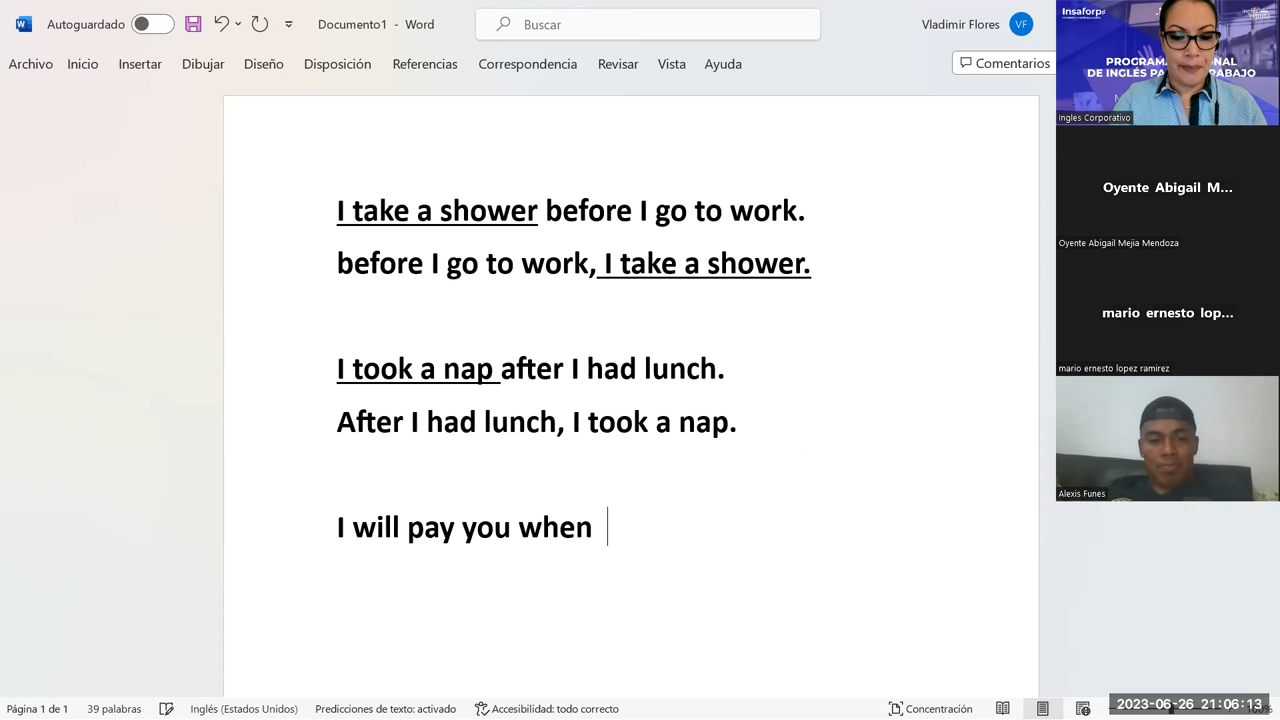 Autoguardado
Documento1 - Word
Buscar
Vladimir Flores
VF
Archivo Inicio Insertar Dibujar Diseño Disposición Referencias Correspondencia Revisar Vista Ayuda
Comentarios
I take a shower before I go to work.
before I go to work, I take a shower.
I took a nap after I had lunch.
After I had lunch, I took a nap.
I will pay you when
Insaforp
PROGRAMA
DE INGLÉS
Ingles Corporativo
Oyente Abigail M...
Oyente Abigail Mejia Mendoza
mario ernesto lop...
mario ernesto lopez ramirez
Alexis Funes
Página 1 de 1 39 palabras Inglés (Estados Unidos) Predicciones de texto: activado Accesibilidad: todo correcto Concentración
2023-06-26 21:06:13